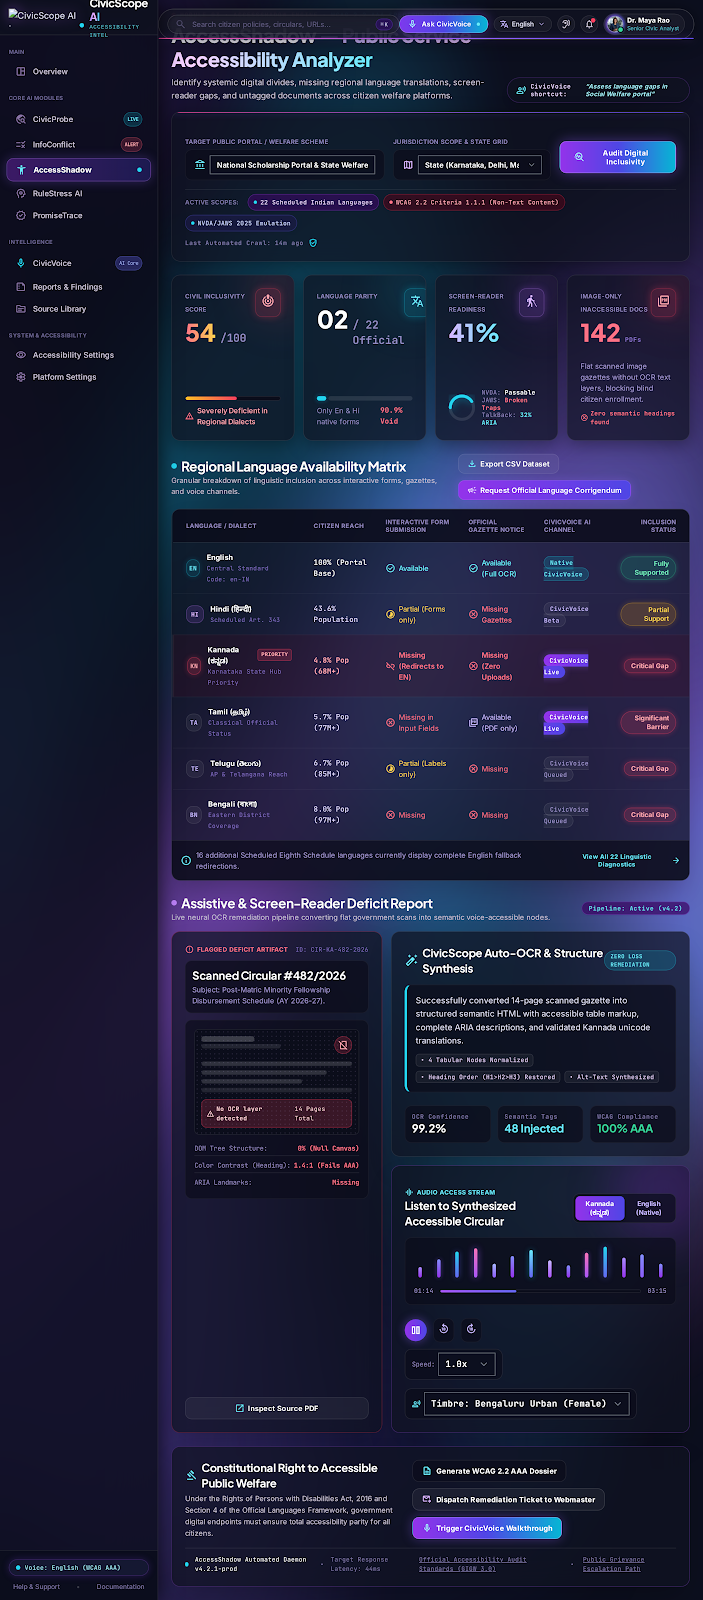 CivicScope AI
CivicScope
AI
ACCESSIBILITY
INTEL
Search citizen policies, circulars, URLs...
⌘K
Ask CivicVoice
English
Dr. Maya Rao
Senior Civic Analyst
MAIN
Overview
CORE AI MODULES
CivicProbe
LIVE
InfoConflict
ALERT
AccessShadow
RuleStress AI
PromiseTrace
INTELLIGENCE
CivicVoice
AI Core
Reports & Findings
Source Library
SYSTEM & ACCESSIBILITY
Accessibility Settings
Platform Settings
Voice: English (WCAG AAA)
Help & Support
Documentation
AccessShadow — Public Service
Accessibility Analyzer
Identify systemic digital divides, missing regional language translations, screen-
reader gaps, and untagged documents across citizen welfare platforms.
CivicVoice
shortcut:
"Assess language gaps in
Social Welfare portal"
TARGET PUBLIC PORTAL / WELFARE SCHEME
National Scholarship Portal & State Welfare
JURISDICTION SCOPE & STATE GRID
State (Karnataka, Delhi, Ma
Audit Digital
Inclusivity
ACTIVE SCOPES:
22 Scheduled Indian Languages
WCAG 2.2 Criteria 1.1.1 (Non-Text Content)
NVDA/JAWS 2025 Emulation
Last Automated Crawl: 14m ago
CIVIL INCLUSIVITY
SCORE
54 /100
Severely Deficient in
Regional Dialects
LANGUAGE PARITY
02 / 22
Official
Only En & Hi
native forms
90.9%
Void
SCREEN-READER
READINESS
41%
NVDA: Passable
JAWS: Broken
Traps
TalkBack: 32%
ARIA
IMAGE-ONLY
INACCESSIBLE DOCS
142 PDFs
Flat scanned image
gazettes without OCR text
layers, blocking blind
citizen enrollment.
Zero semantic headings
found
Regional Language Availability Matrix
Granular breakdown of linguistic inclusion across interactive forms, gazettes,
and voice channels.
Export CSV Dataset
Request Official Language Corrigendum
LANGUAGE / DIALECT
CITIZEN REACH
INTERACTIVE FORM
SUBMISSION
OFFICIAL
GAZETTE NOTICE
CIVICVOICE AI
CHANNEL
INCLUSION
STATUS
EN
English
Central Standard
Code: en-IN
100% (Portal
Base)
Available
Available
(Full OCR)
Native
CivicVoice
Fully
Supported
HI
Hindi (हिन्दी)
Scheduled Art. 343
43.6%
Population
Partial (Forms
only)
Missing
Gazettes
CivicVoice
Beta
Partial
Support
KN
Kannada
(ಕನ್ನಡ)
PRIORITY
Karnataka State Hub
Priority
4.8% Pop
(68M+)
Missing
(Redirects to
EN)
Missing
(Zero
Uploads)
CivicVoice
Live
Critical Gap
TA
Tamil (தமிழ்)
Classical Official
Status
5.7% Pop
(77M+)
Missing in
Input Fields
Available
(PDF only)
CivicVoice
Live
Significant
Barrier
TE
Telugu (తెలుగు)
AP & Telangana Reach
6.7% Pop
(85M+)
Partial (Labels
only)
Missing
CivicVoice
Queued
Critical Gap
BN
Bengali (বাংলা)
Eastern District
Coverage
8.0% Pop
(97M+)
Missing
Missing
CivicVoice
Queued
Critical Gap
16 additional Scheduled Eighth Schedule languages currently display complete English fallback
redirections.
View All 22 Linguistic
Diagnostics
Assistive & Screen-Reader Deficit Report
Live neural OCR remediation pipeline converting flat government scans into semantic voice-accessible nodes.
Pipeline: Active (v4.2)
FLAGGED DEFICIT ARTIFACT
ID: CIR-KA-482-2026
Scanned Circular #482/2026
Subject: Post-Matric Minority Fellowship
Disbursement Schedule (AY 2026-27).
No OCR layer
detected
14 Pages
Total
DOM Tree Structure:
0% (Null Canvas)
Color Contrast (Heading):
1.4:1 (Fails AAA)
ARIA Landmarks:
Missing
Inspect Source PDF
CivicScope Auto-OCR & Structure
Synthesis
ZERO LOSS
REMEDIATION
Successfully converted 14-page scanned gazette into
structured semantic HTML with accessible table markup,
complete ARIA descriptions, and validated Kannada unicode
translations.
• 4 Tabular Nodes Normalized
• Heading Order (H1>H2>H3) Restored
• Alt-Text Synthesized
OCR Confidence
99.2%
Semantic Tags
48 Injected
WCAG Compliance
100% AAA
AUDIO ACCESS STREAM
Listen to Synthesized
Accessible Circular
Kannada
(ಕನ್ನಡ)
English
(Native)
01:14
03:15
Speed:
1.0x
Timbre: Bengaluru Urban (Female)
Constitutional Right to Accessible
Public Welfare
Under the Rights of Persons with Disabilities Act, 2016 and
Section 4 of the Official Languages Framework, government
digital endpoints must ensure total accessibility parity for all
citizens.
Generate WCAG 2.2 AAA Dossier
Dispatch Remediation Ticket to Webmaster
Trigger CivicVoice Walkthrough
AccessShadow Automated Daemon
v4.2.1-prod
Target Response
Latency: 44ms
Official Accessibility Audit
Standards (GIGW 3.0)
Public Grievance
Escalation Path